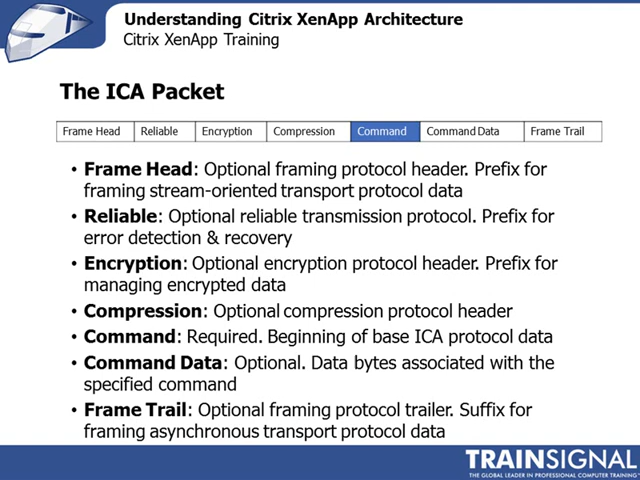 Understanding Citrix XenApp Architecture
Citrix XenApp Training
The ICA Packet
Frame Head Reliable Encryption Compression Command Command Data Frame Trail
• Frame Head: Optional framing protocol header. Prefix for
framing stream-oriented transport protocol data
• Reliable: Optional reliable transmission protocol. Prefix for
error detection & recovery
• Encryption: Optional encryption protocol header. Prefix for
managing encrypted data
• Compression: Optional compression protocol header
• Command: Required. Beginning of base ICA protocol data
• Command Data: Optional. Data bytes associated with the
specified command
• Frame Trail: Optional framing protocol trailer. Suffix for
framing asynchronous transport protocol data
TRAINSIGNAL
THE GLOBAL LEADER IN PROFESSIONAL COMPUTER TRAINING